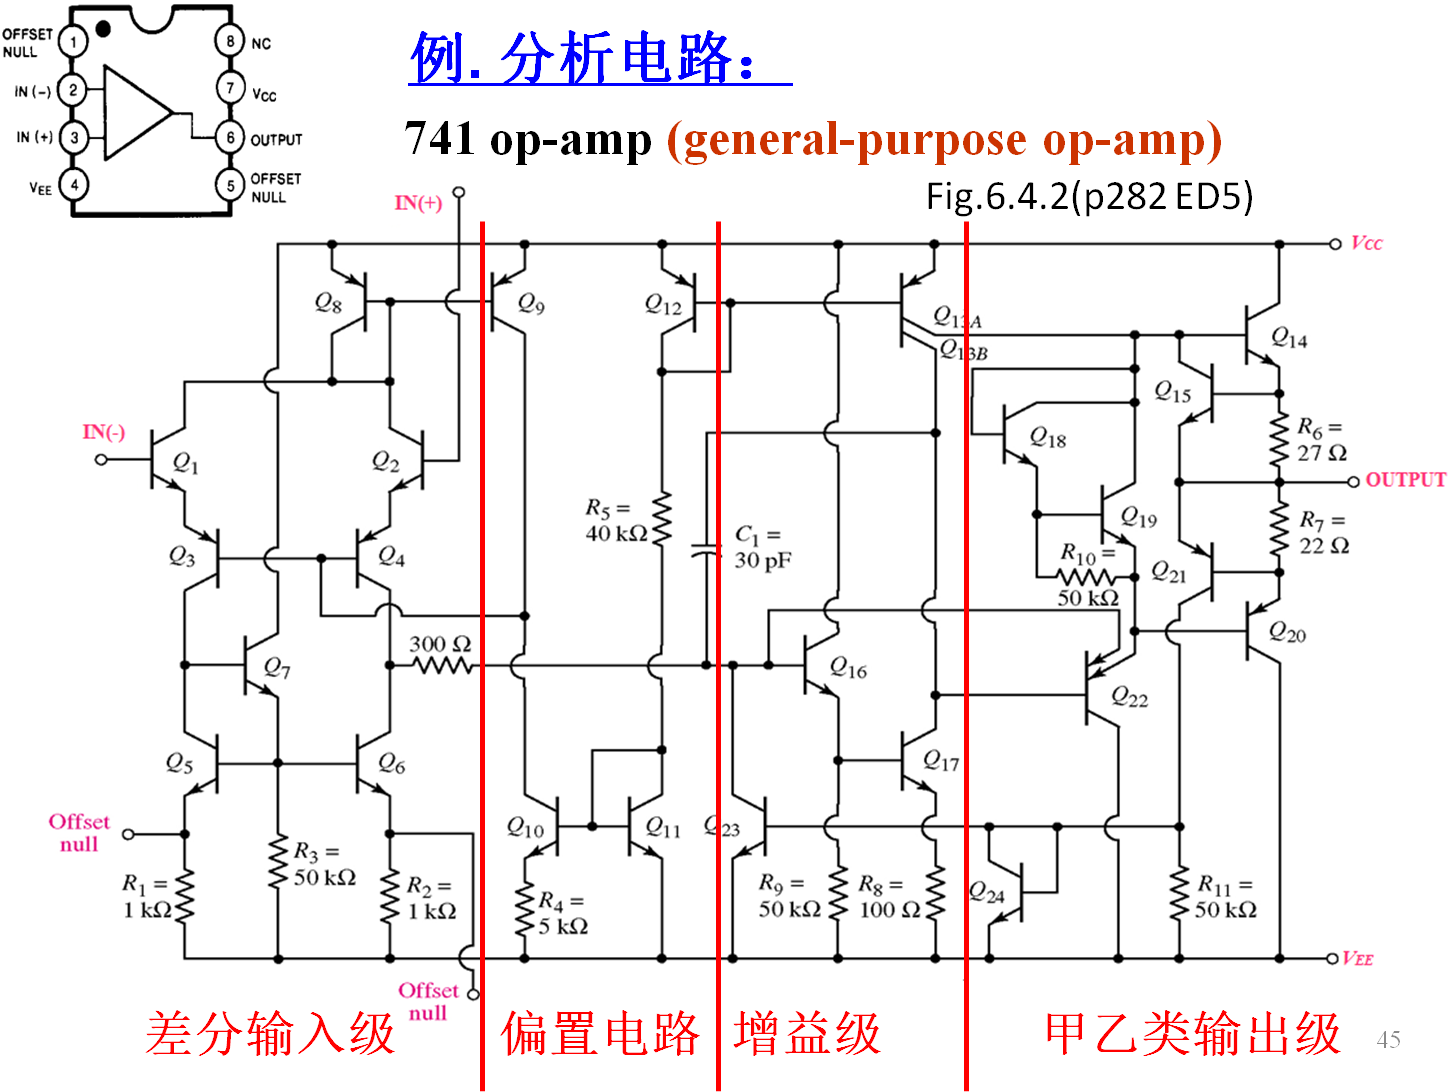 例. 分析电路：
741 op-amp (general-purpose op-amp)
Fig.6.4.2(p282 ED5)
OFFSET
NULL
1
8
NC
IN (-)
2
7
VCC
IN (+)
3
6
OUTPUT
VEE
4
5
OFFSET
NULL
IN(+)
VCC
Q8
Q9
Q12
Q13A
Q13B
Q14
IN(-)
Q1
Q2
Q15
R6 =
27 Ω
Q18
OUTPUT
R5 =
40 kΩ
C1 =
30 pF
Q19
R7 =
22 Ω
Q3
Q4
R10 =
50 kΩ
Q21
Q20
300 Ω
Q7
Q16
Q22
Q5
Q6
Q17
Offset
null
Q10
Q11
Q23
R3 =
50 kΩ
R1 =
1 kΩ
R2 =
1 kΩ
R4 =
5 kΩ
R9 =
50 kΩ
R8 =
100 Ω
Q24
R11 =
50 kΩ
VEE
Offset
null
差分输入级
偏置电路
增益级
甲乙类输出级
45